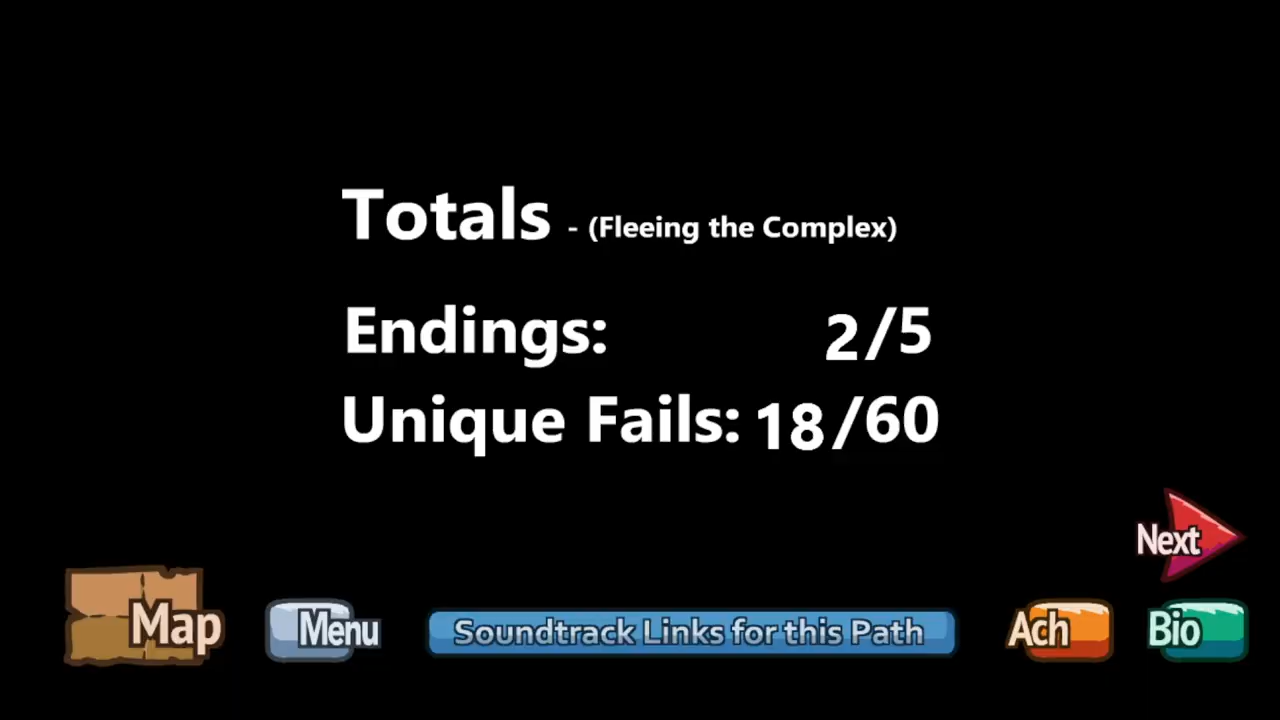 Totals - (Fleeing the Complex)
Endings: 2/5
Unique Fails: 18/60
Next
Map
Menu
Soundtrack Links for this Path
Ach
Bio